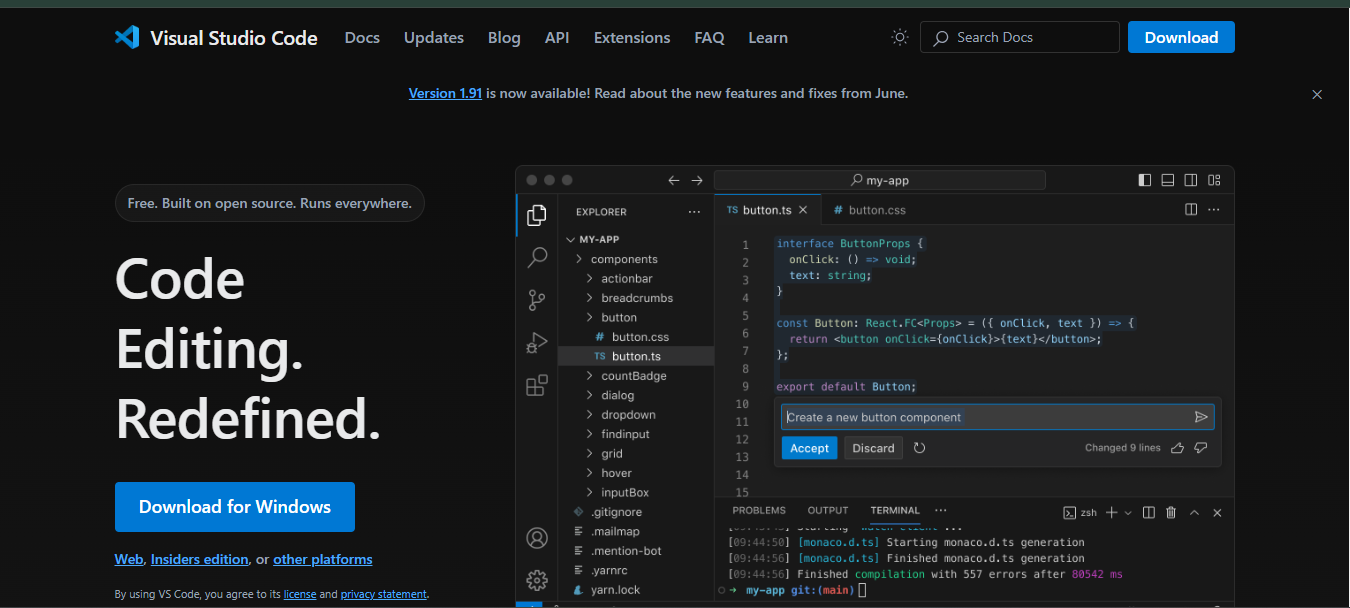 Visual Studio Code Docs Updates Blog API Extensions FAQ Learn Search Docs Download
Version 1.91 is now available! Read about the new features and fixes from June.
Free. Built on open source. Runs everywhere.
Code
Editing.
Redefined.
Download for Windows
Web, Insiders edition, or other platforms
By using VS Code, you agree to its license and privacy statement.
my-app
EXPLORER
MY-APP
components
actionbar
breadcrumbs
button
# button.css
TS button.ts
countBadge
dialog
dropdown
findinput
grid
hover
inputBox
.gitignore
.mailmap
.mention-bot
.yarnrc
yarn.lock
TS button.ts # button.css
1 interface ButtonProps {
2 onClick: () => void;
3 text: string;
4 }
5
6 const Button: React.FC<Props> = ({ onClick, text }) => {
7 return <button onClick={onClick}>{text}</button>;
8 };
9
10 export default Button;
11
12
13
14
15
Create a new button component
Accept Discard Changed 9 lines
PROBLEMS OUTPUT TERMINAL zsh
[09:44:50] [monaco.d.ts] Starting monaco.d.ts generation
[09:44:56] [monaco.d.ts] Finished monaco.d.ts generation
[09:44:56] Finished compilation with 557 errors after 80542 ms
my-app git:(main)